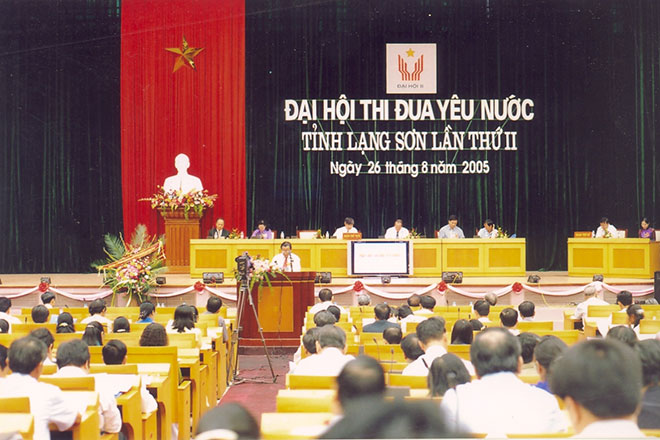 ĐẠI HỘI II
ĐẠI HỘI THI ĐUA YÊU NƯỚC
TỈNH LẠNG SƠN LẦN THỨ II
Ngày 26 tháng 8 năm 2005